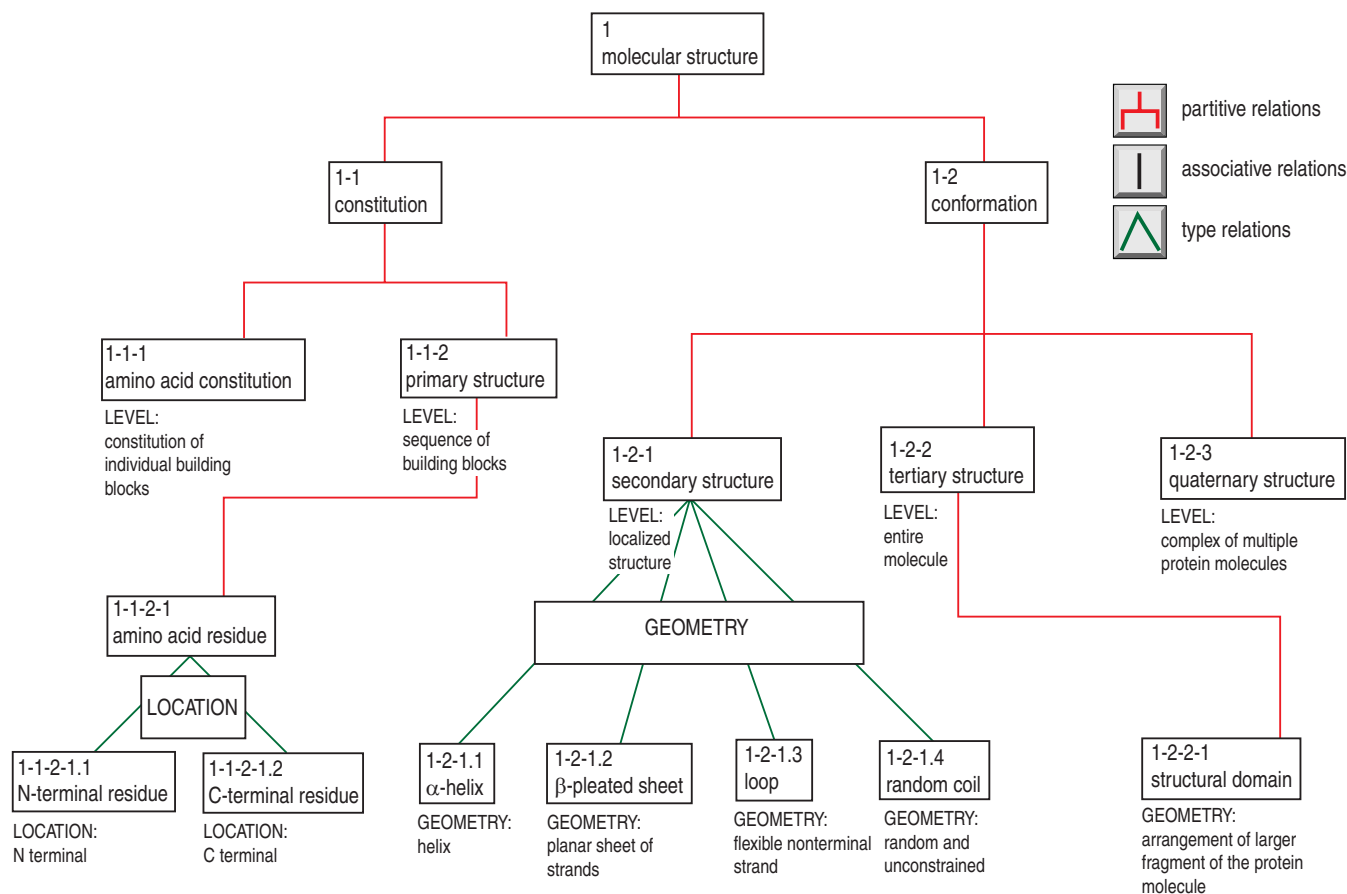 1
molecular structure
partitive relations
associative relations
type relations
1-1
constitution
1-2
conformation
1-1-1
amino acid constitution
LEVEL:
constitution of
individual building
blocks
1-1-2
primary structure
LEVEL:
sequence of
building blocks
1-2-1
secondary structure
LEVEL:
localized
structure
1-2-2
tertiary structure
LEVEL:
entire
molecule
1-2-3
quaternary structure
LEVEL:
complex of multiple
protein molecules
1-1-2-1
amino acid residue
LOCATION
GEOMETRY
1-1-2-1.1
N-terminal residue
LOCATION:
N terminal
1-1-2-1.2
C-terminal residue
LOCATION:
C terminal
1-2-1.1
α-helix
GEOMETRY:
helix
1-2-1.2
β-pleated sheet
GEOMETRY:
planar sheet of
strands
1-2-1.3
loop
GEOMETRY:
flexible nonterminal
strand
1-2-1.4
random coil
GEOMETRY:
random and
unconstrained
1-2-2-1
structural domain
GEOMETRY:
arrangement of larger
fragment of the protein
molecule